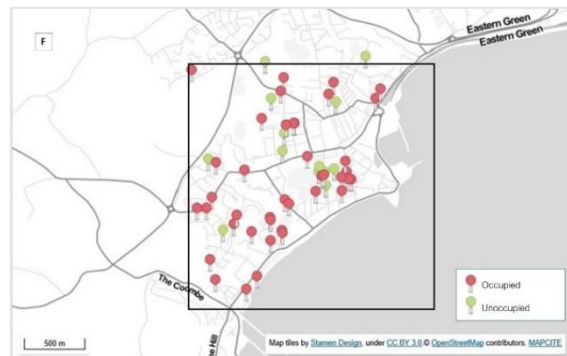 F
Eastern Green
Eastern Green
The Coombe
he Hill
Occupied
Unoccupied
500 m
Map tiles by Stamen Design, under CC BY 3.0 © OpenStreetMap contributors. MAPCITE